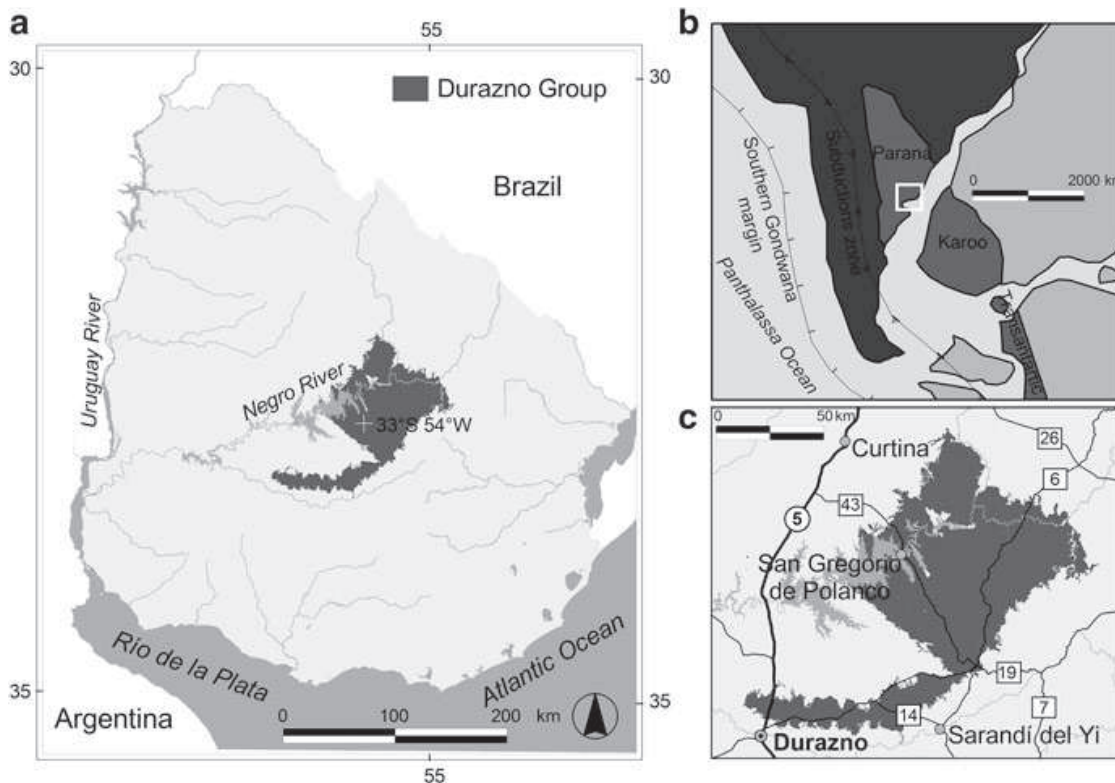 a
55
30
30
Durazno Group
Brazil
Uruguay River
Negro River
33°S 54°W
Río de la Plata
Atlantic Ocean
35
35
Argentina
0 100 200 km
55
b
Parana
Subductions zone
Southern Gondwana
margin
Panthalassa Ocean
0 2000 km
Karoo
Transantarctic
c
0 50 km
Curtina
26
6
43
5
San Gregorio
de Polanco
19
14
7
Durazno
Sarandí del Yi